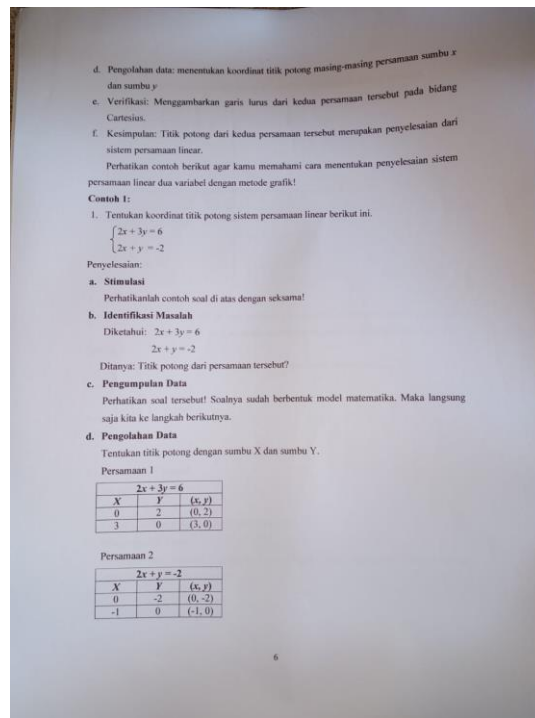 d. Pengolahan data: menentukan koordinat titik potong masing-masing persamaan sumbu x
dan sumbu y
e. Verifikasi: Menggambarkan garis lurus dari kedua persamaan tersebut pada bidang
Cartesius.
f. Kesimpulan: Titik potong dari kedua persamaan tersebut merupakan penyelesaian dari
sistem persamaan linear.
Perhatikan contoh berikut agar kamu memahami cara menentukan penyelesaian sistem
persamaan linear dua variabel dengan metode grafik!
Contoh 1:
1. Tentukan koordinat titik potong sistem persamaan linear berikut ini.
2x + 3y = 6
2x + y = -2
Penyelesaian:
a. Stimulasi
Perhatikanlah contoh soal di atas dengan seksama!
b. Identifikasi Masalah
Diketahui: 2x + 3y = 6
2x + y = -2
Ditanya: Titik potong dari persamaan tersebut?
c. Pengumpulan Data
Perhatikan soal tersebut! Soalnya sudah berbentuk model matematika. Maka langsung
saja kita ke langkah berikutnya.
d. Pengolahan Data
Tentukan titik potong dengan sumbu X dan sumbu Y.
Persamaan 1
2x + 3y = 6
X Y (x, y)
0 2 (0, 2)
3 0 (3, 0)
Persamaan 2
2x + y = -2
X Y (x, y)
0 -2 (0, -2)
-1 0 (-1, 0)
6